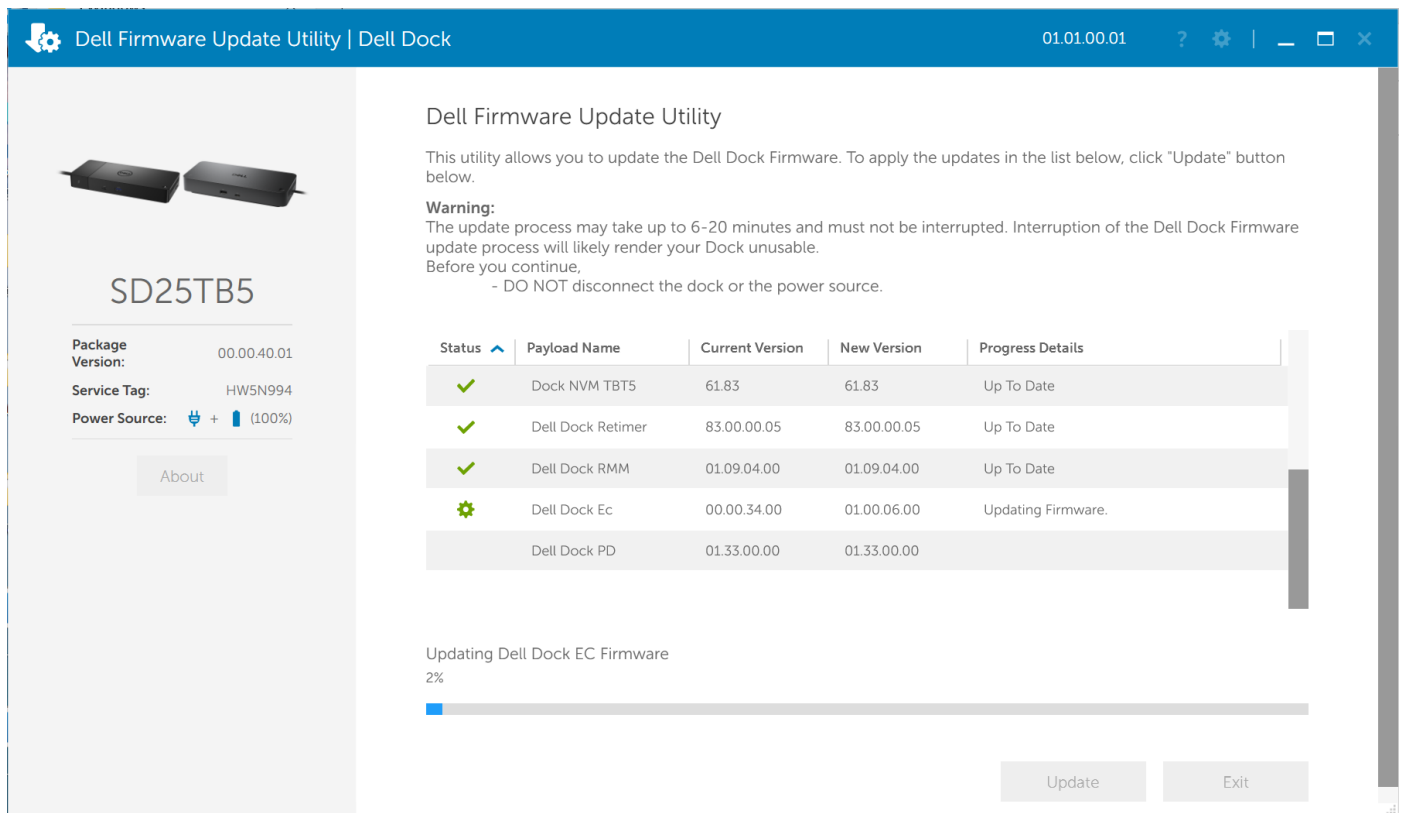 Dell Firmware Update Utility | Dell Dock
01.01.00.01
?
SD25TB5
Package Version: 00.00.40.01
Service Tag: HW5N994
Power Source: + (100%)
About
Dell Firmware Update Utility
This utility allows you to update the Dell Dock Firmware. To apply the updates in the list below, click "Update" button
below.
Warning:
The update process may take up to 6-20 minutes and must not be interrupted. Interruption of the Dell Dock Firmware
update process will likely render your Dock unusable.
Before you continue,
- DO NOT disconnect the dock or the power source.
Status Payload Name Current Version New Version Progress Details
Dock NVM TBT5 61.83 61.83 Up To Date
Dell Dock Retimer 83.00.00.05 83.00.00.05 Up To Date
Dell Dock RMM 01.09.04.00 01.09.04.00 Up To Date
Dell Dock Ec 00.00.34.00 01.00.06.00 Updating Firmware.
Dell Dock PD 01.33.00.00 01.33.00.00
Updating Dell Dock EC Firmware
2%
Update Exit